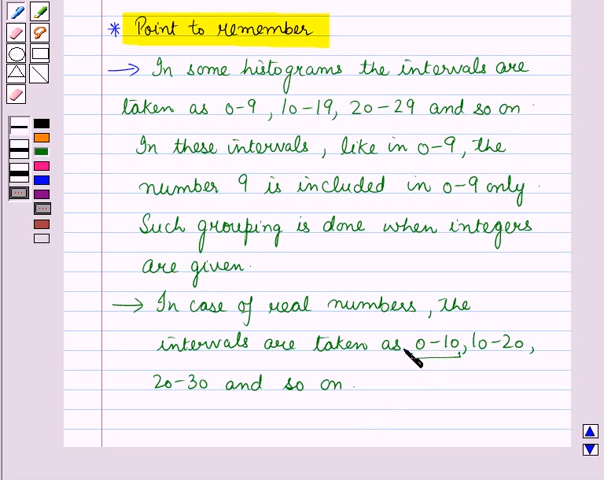 * Point to remember
→ In some histograms the intervals are
taken as 0-9, 10-19, 20-29 and so on.
In these intervals, like in 0-9, the
number 9 is included in 0-9 only.
Such grouping is done when integers
are given.
→ In case of real numbers, the
intervals are taken as 0-10, 10-20,
20-30 and so on.